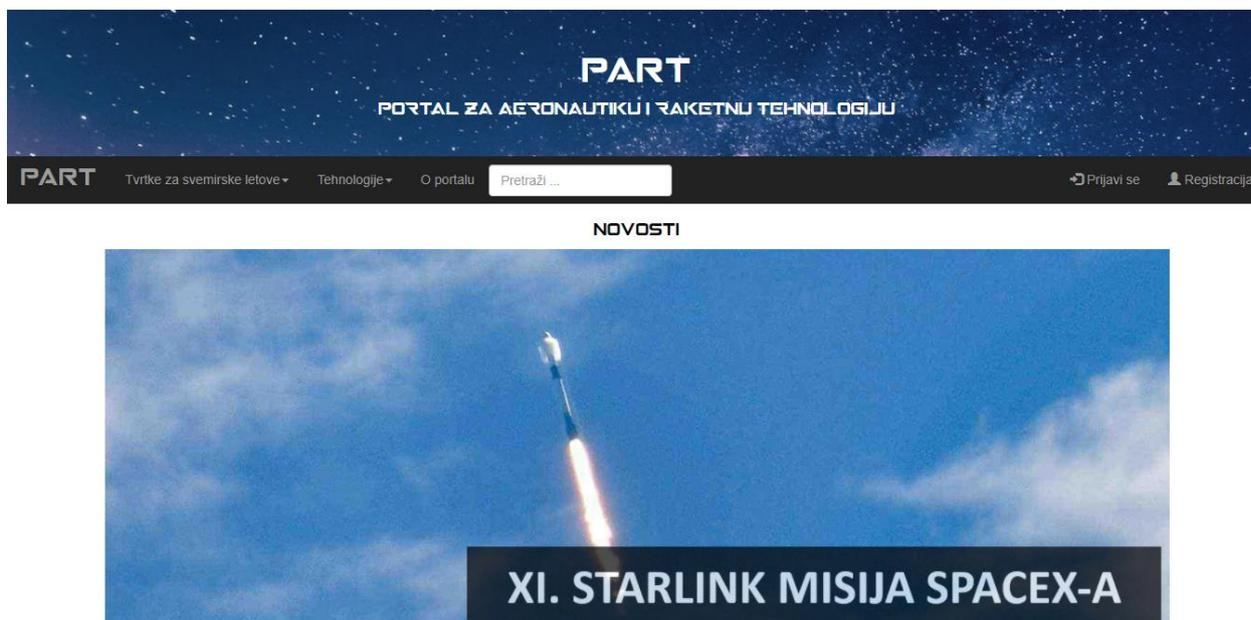 PART
PORTAL ZA AERONAUTIKU I RAKETNU TEHNOLOGIJU
PART Tvrtke za svemirske letove Tehnologije O portalu Pretraži ... Prijavi se Registracija
NOVOSTI
XI. STARLINK MISIJA SPACEX-A